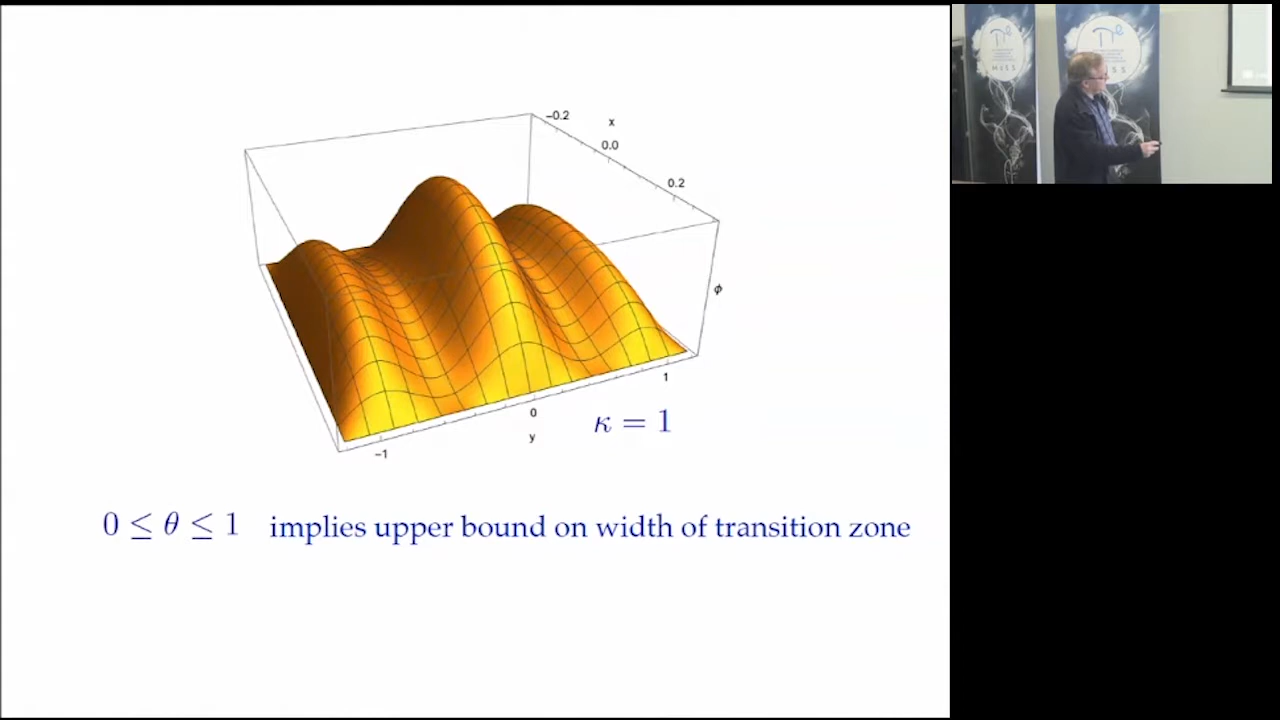 −0.2
x
0.0
0.2
ϕ
1
0
y
−1
κ = 1
0 ≤ θ ≤ 1 implies upper bound on width of transition zone
HISS